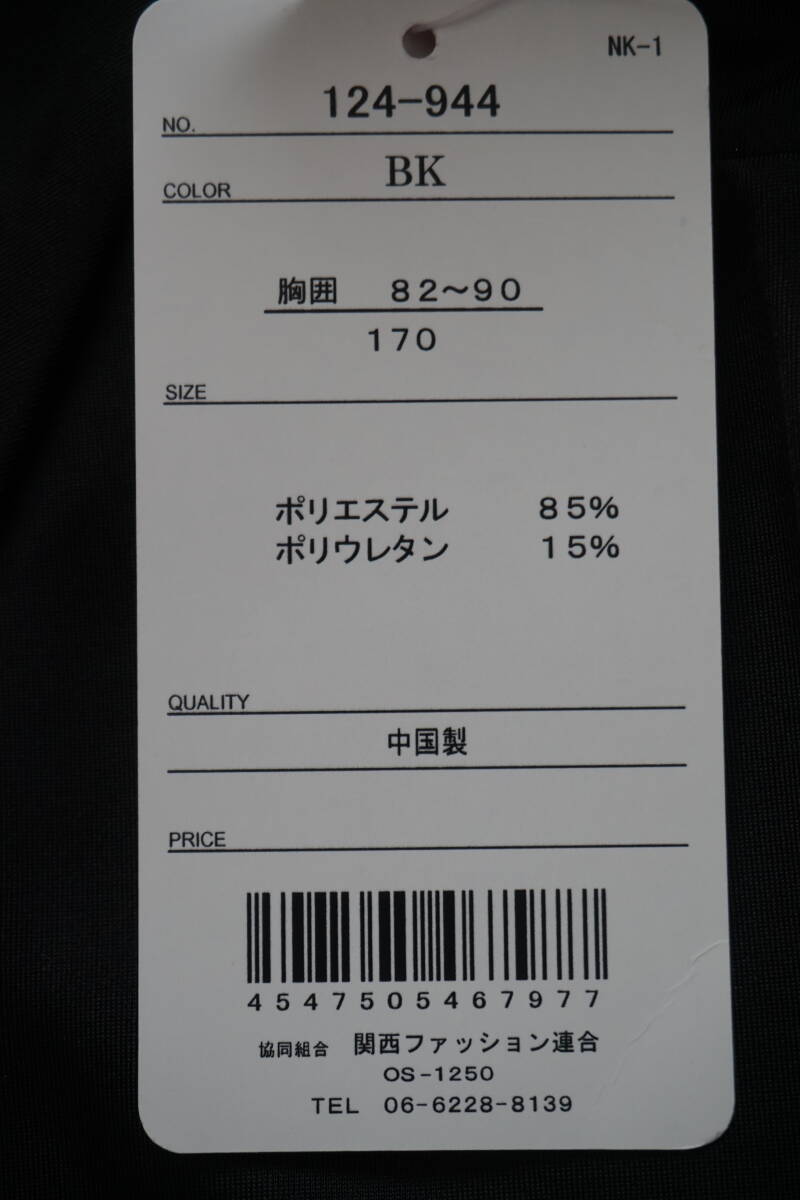 NK-1
NO. 124-944
COLOR BK
胸囲 82～90
170
SIZE
ポリエステル 85%
ポリウレタン 15%
QUALITY
中国製
PRICE
4547505467977
協同組合 関西ファッション連合
OS-1250
TEL 06-6228-8139